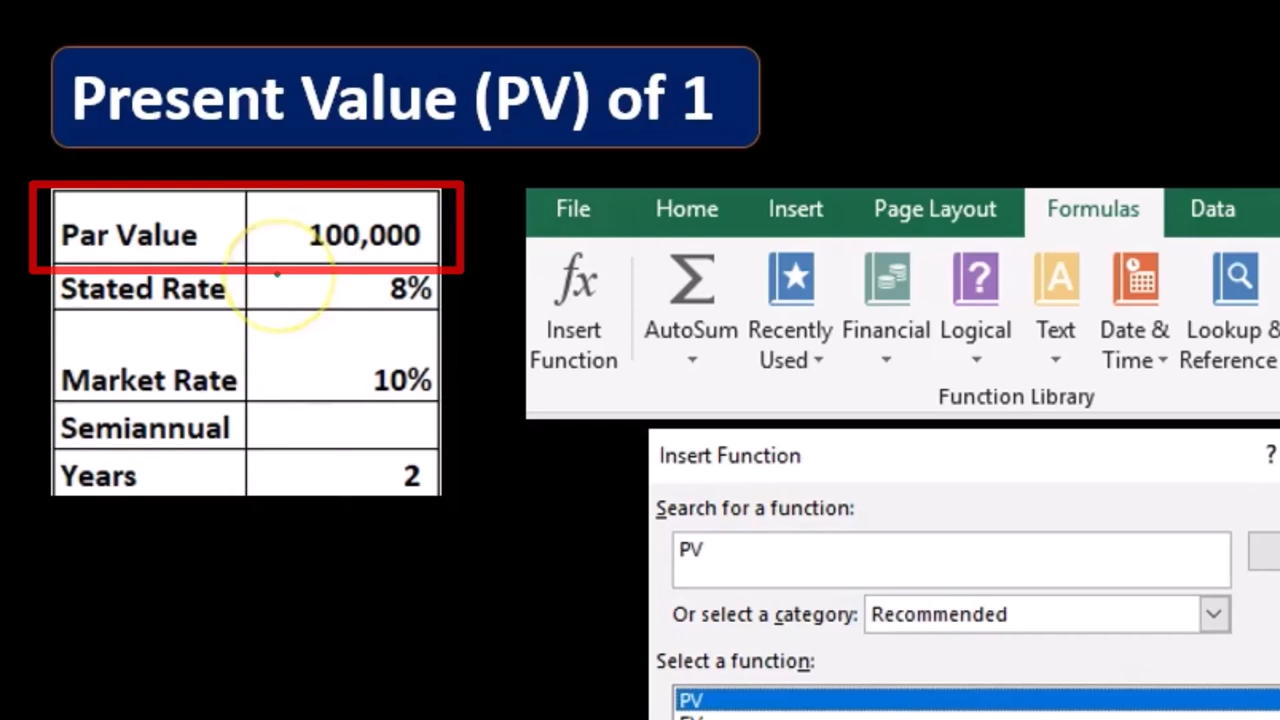 Present Value (PV) of 1
Par Value 100,000
Stated Rate 8%
Market Rate 10%
Semiannual
Years 2
File Home Insert Page Layout Formulas Data
fx
Insert Function
AutoSum
Recently Used
Financial
Logical
A
Text
Date & Time
Lookup & Reference
Function Library
Insert Function ?
Search for a function:
PV
Or select a category: Recommended
Select a function:
PV